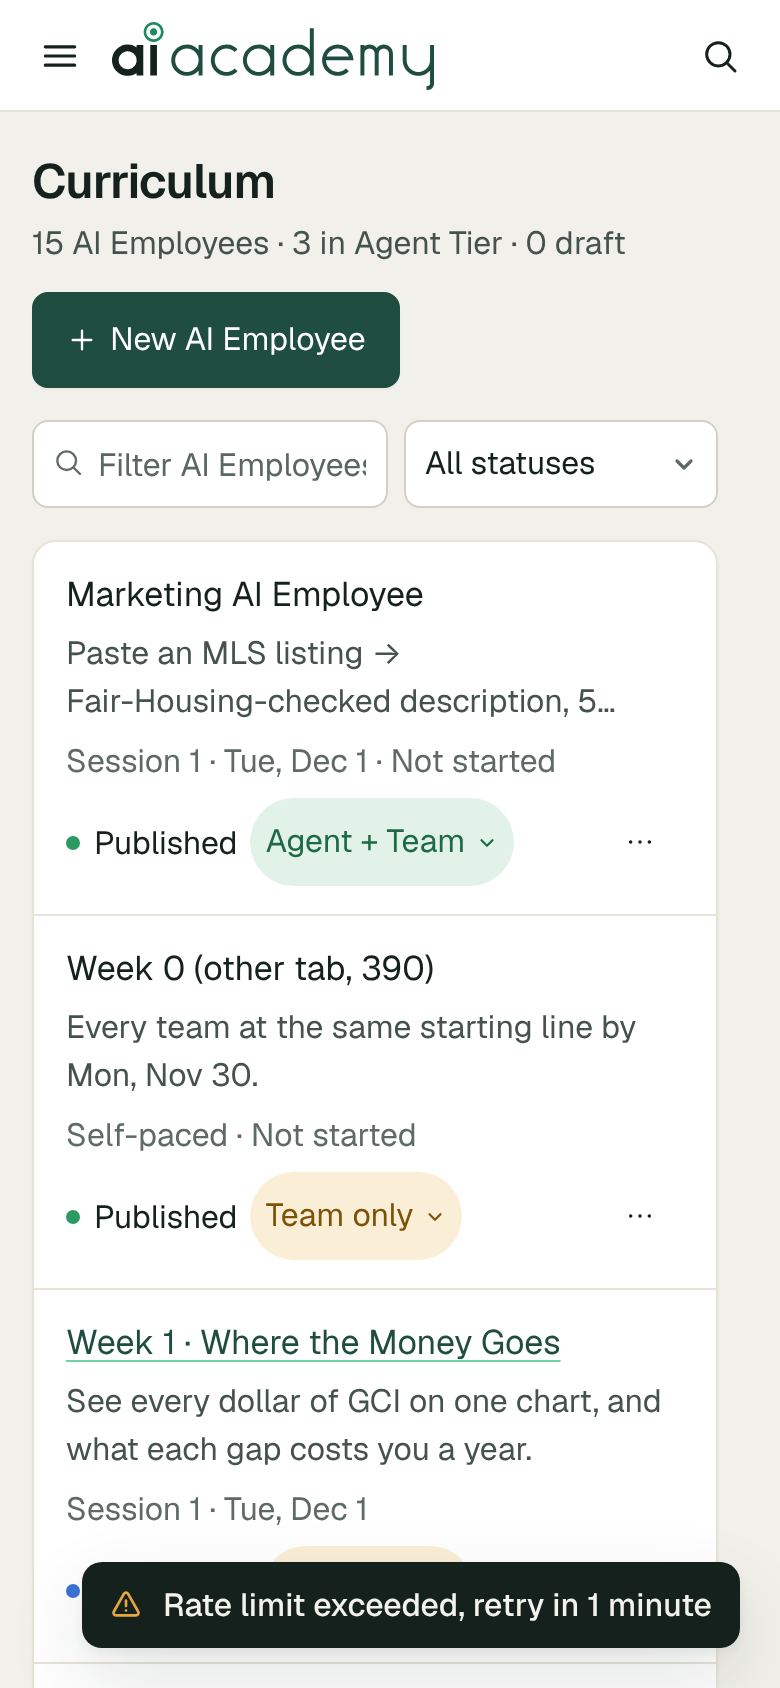 ai academy
Curriculum
15 AI Employees · 3 in Agent Tier · 0 draft
+ New AI Employee
Filter AI Employees
All statuses
Marketing AI Employee
Paste an MLS listing →
Fair-Housing-checked description, 5…
Session 1 · Tue, Dec 1 · Not started
Published
Agent + Team
···
Week 0 (other tab, 390)
Every team at the same starting line by
Mon, Nov 30.
Self-paced · Not started
Published
Team only
···
Week 1 · Where the Money Goes
See every dollar of GCI on one chart, and
what each gap costs you a year.
Session 1 · Tue, Dec 1
Rate limit exceeded, retry in 1 minute